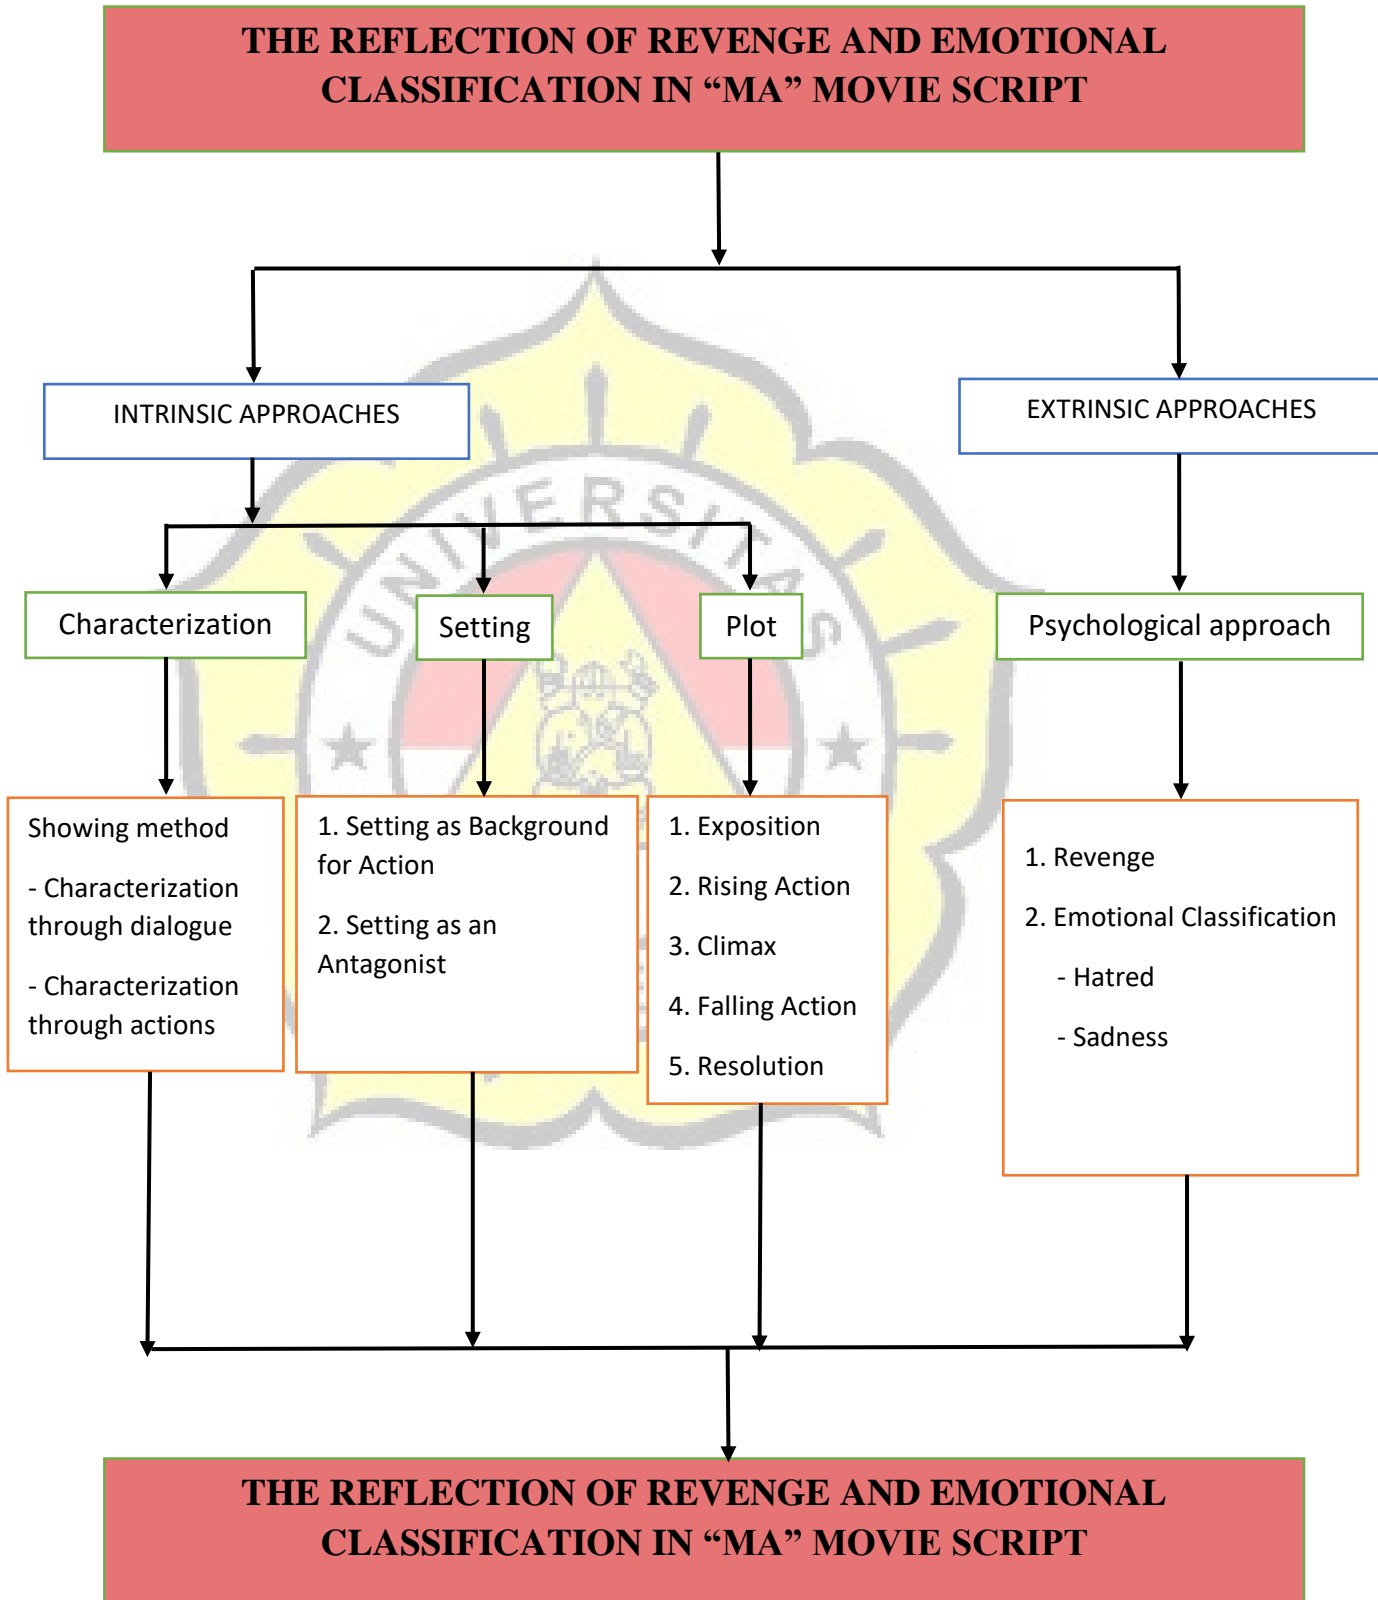 THE REFLECTION OF REVENGE AND EMOTIONAL
CLASSIFICATION IN “MA” MOVIE SCRIPT
INTRINSIC APPROACHES
EXTRINSIC APPROACHES
UNIVERSITAS
Characterization
Setting
Plot
Psychological approach
Showing method
- Characterization
through dialogue
- Characterization
through actions
1. Setting as Background
for Action
2. Setting as an
Antagonist
1. Exposition
2. Rising Action
3. Climax
4. Falling Action
5. Resolution
1. Revenge
2. Emotional Classification
- Hatred
- Sadness
THE REFLECTION OF REVENGE AND EMOTIONAL
CLASSIFICATION IN “MA” MOVIE SCRIPT